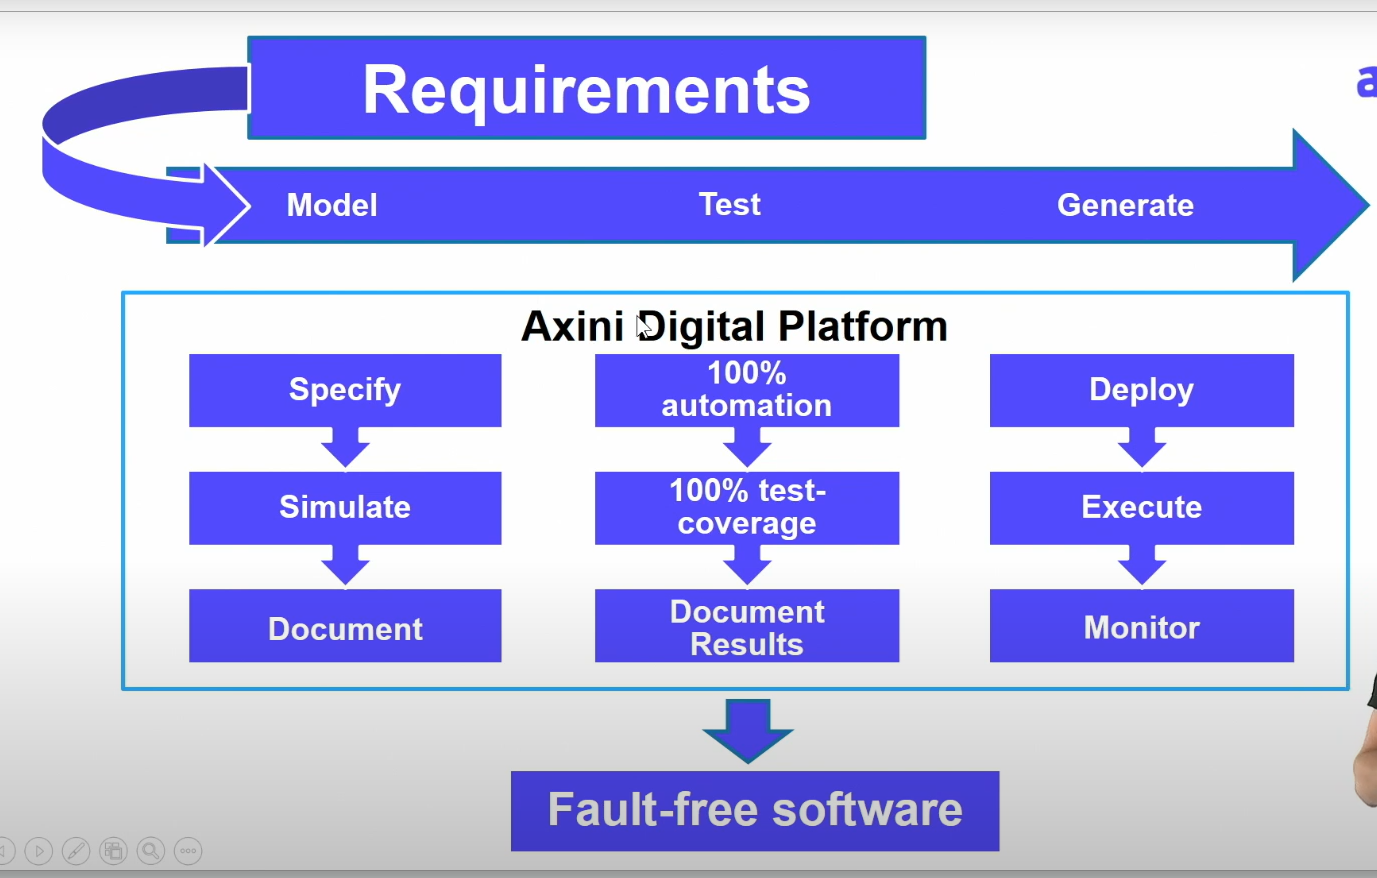 Requirements
Model
Test
Generate
Axini Digital Platform
Specify
100%
automation
Deploy
Simulate
100% test-
coverage
Execute
Document
Document
Results
Monitor
Fault-free software